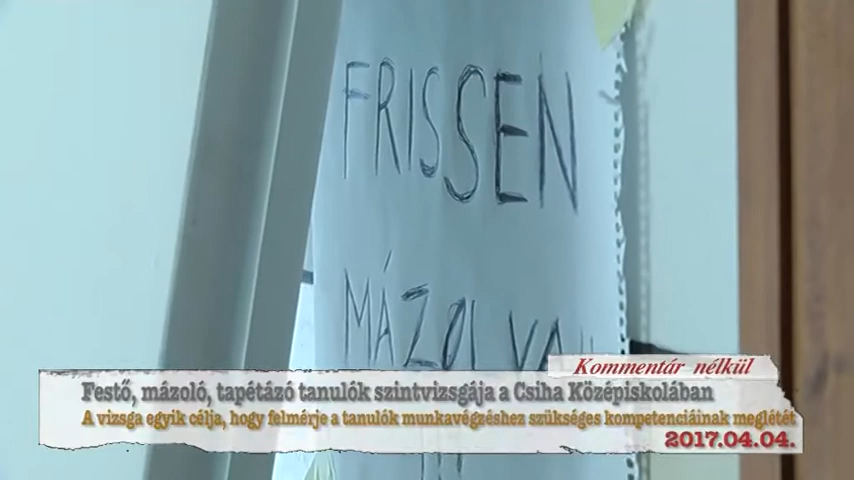 FRISSEN
MÁZOLVA
Kommentár nélkül
Festő, mázoló, tapétázó tanulók szintvizsgája a Csiha Középiskolában
A vizsga egyik célja, hogy felmérje a tanulók munkavégzéshez szükséges kompetenciáinak meglétét
2017.04.04.